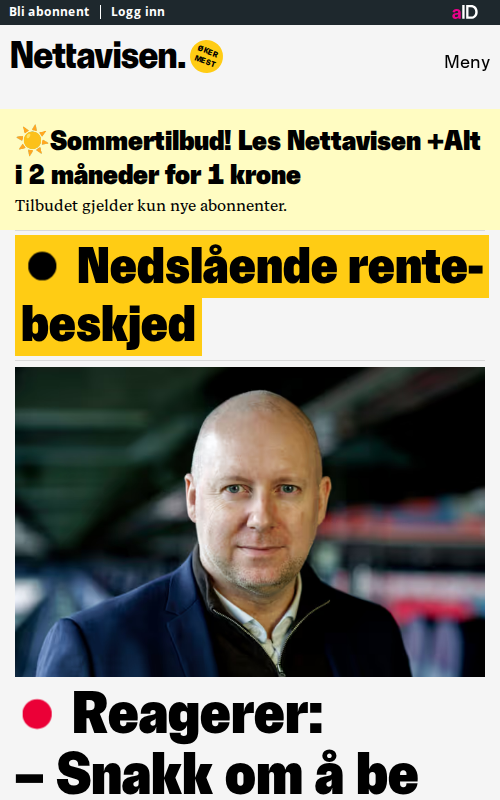 Bli abonnent | Logg inn
aID
Nettavisen.
ØKER
MEST
Meny
☀️Sommertilbud! Les Nettavisen +Alt
i 2 måneder for 1 krone
Tilbudet gjelder kun nye abonnenter.
Nedslående rente-
beskjed
Reagerer:
– Snakk om å be